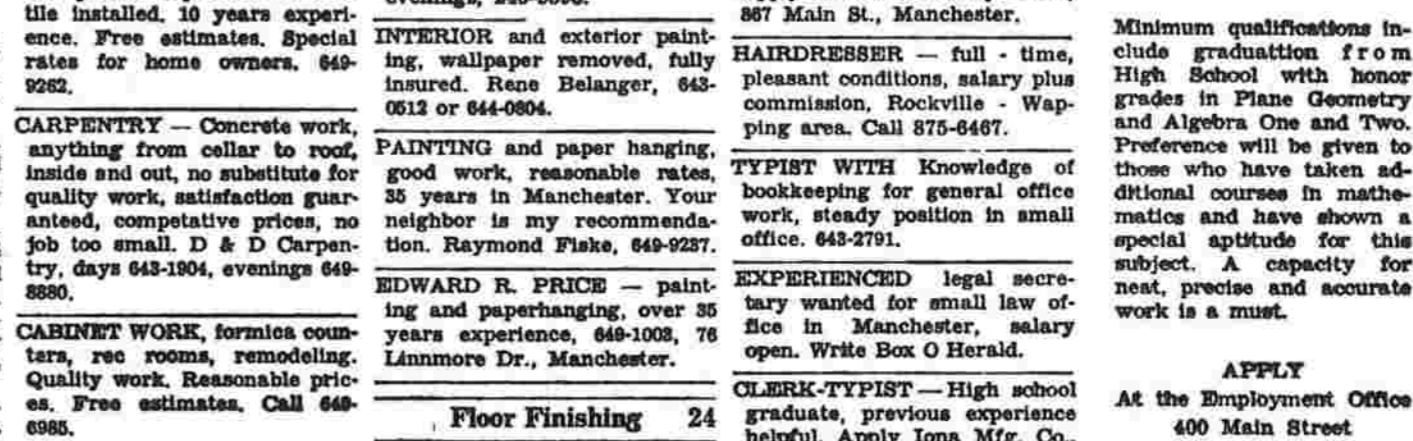 tile installed. 10 years experi-
ence. Free estimates. Special
rates for home owners. 649-
9262.
CARPENTRY — Concrete work,
anything from cellar to roof,
inside and out, no substitute for
quality work, satisfaction guar-
anteed, competative prices, no
job too small. D & D Carpen-
try, days 643-1904, evenings 649-
8880.
CABINET WORK, formica coun-
ters, rec rooms, remodeling.
Quality work. Reasonable pric-
es. Free estimates. Call 649-
6985.
INTERIOR and exterior paint-
ing, wallpaper removed, fully
insured. Rene Belanger, 643-
0512 or 644-0804.
PAINTING and paper hanging,
good work, reasonable rates,
35 years in Manchester. Your
neighbor is my recommenda-
tion. Raymond Fiske, 649-9237.
EDWARD R. PRICE — paint-
ing and paperhanging, over 35
years experience, 649-1003, 76
Linnmore Dr., Manchester.
Floor Finishing 24
867 Main St., Manchester.
HAIRDRESSER — full - time,
pleasant conditions, salary plus
commission, Rockville - Wap-
ping area. Call 875-6467.
TYPIST WITH Knowledge of
bookkeeping for general office
work, steady position in small
office. 643-2791.
EXPERIENCED legal secre-
tary wanted for small law of-
fice in Manchester, salary
open. Write Box O Herald.
CLERK-TYPIST — High school
graduate, previous experience
helpful. Apply Iona Mfg. Co.,
Minimum qualifications in-
clude graduattion from
High School with honor
grades in Plane Geometry
and Algebra One and Two.
Preference will be given to
those who have taken ad-
ditional courses in mathe-
matics and have shown a
special aptitude for this
subject. A capacity for
neat, precise and accurate
work is a must.
APPLY
At the Employment Office
400 Main Street